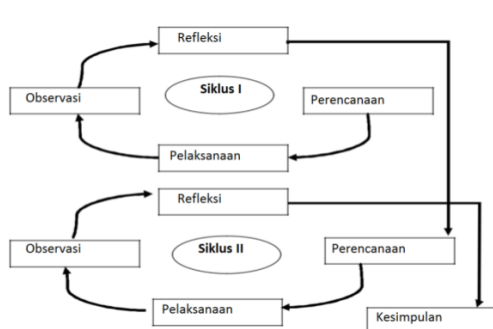 Refleksi
Siklus I
Observasi
Perencanaan
Pelaksanaan
Refleksi
Siklus II
Observasi
Perencanaan
Pelaksanaan
Kesimpulan